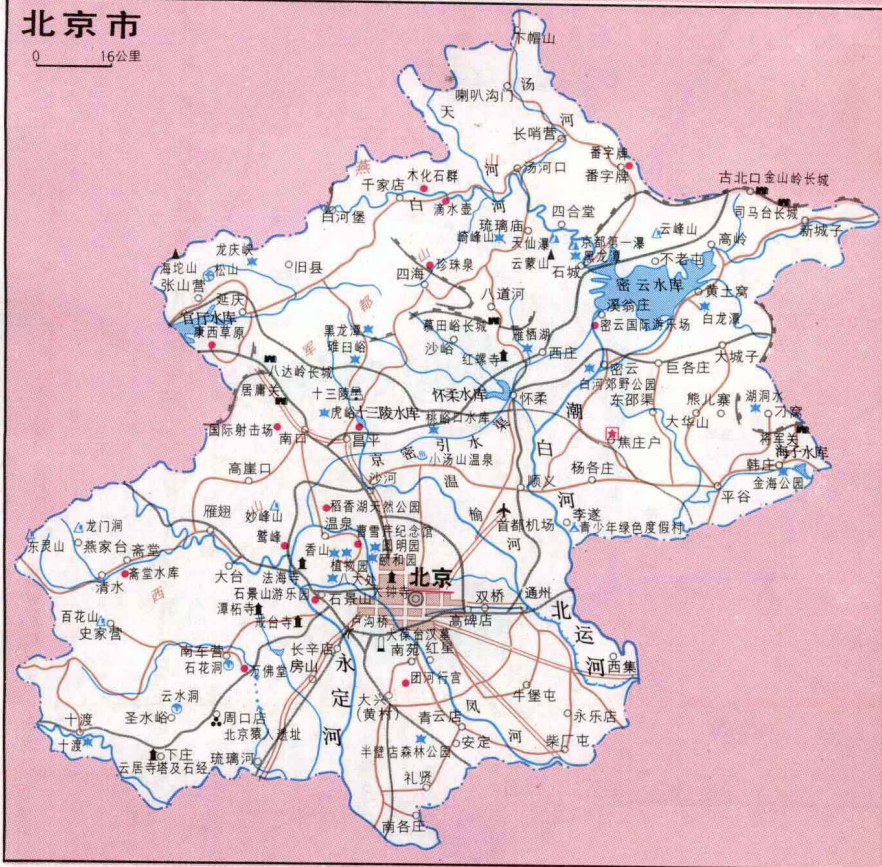 北京市
0 16公里
下帽山
汤
喇叭沟门
天
河
长哨营
番字牌
番字牌
燕
山
河
汤河口
木化石群
千家店
古北口
金山岭长城
白
河
滴水壶
白河堡
琉璃庙
四合堂
司马台长城
新城子
崎峰山
天仙瀑
京都第一瀑
云峰山
高岭
龙庆峡
山
黑龙潭
不老屯
海坨山
松山
旧县
四海
珍珠泉
云蒙山
石城
张山营
密云水库
黄土窝
延庆
都
八道河
溪翁庄
官厅水库
白龙潭
康西草原
军
黑龙潭
慕田峪长城
雁栖湖
密云国际游乐场
碓臼峪
沙峪
红螺寺
西庄
大城子
八达岭长城
密云
巨各庄
居庸关
十三陵
白河郊野公园
怀柔水库
怀柔
东邵渠
熊儿寨
湖洞水
虎峪
十三陵水库
桃峪口水库
潮
大华山
刁窝
国际射击场
南口
昌平
渠
白
焦庄户
将军关
京
密
引
水
海子水库
高崖口
小汤山温泉
杨各庄
韩庄
沙河
温
顺义
平谷
金海公园
雁翅
山
妙峰山
稻香湖天然公园
榆
河
李遂
温泉
曹雪芹纪念馆
首都机场
青少年绿色度假村
龙门洞
鹫峰
河
东灵山
燕家台
斋堂
香山
圆明园
颐和园
植物园
大台
法海寺
八大处
大钟寺
北京
清水
斋堂水库
西
石景山游乐园
石景山
双桥
通州
潭柘寺
百花山
史家营
戒台寺
卢沟桥
高碑店
北
运
河
大保台汉墓
南车营
长辛店
南苑
红星
石花洞
万佛堂
房山
永
定
河
西集
团河行宫
云水洞
大兴
(黄村)
凤
河
牛堡屯
圣水峪
周口店
永乐店
十渡
北京猿人遗址
青云店
十渡
半壁店森林公园
安定
柴厂屯
下庄
琉璃河
云居寺塔及石经
礼贤
南各庄